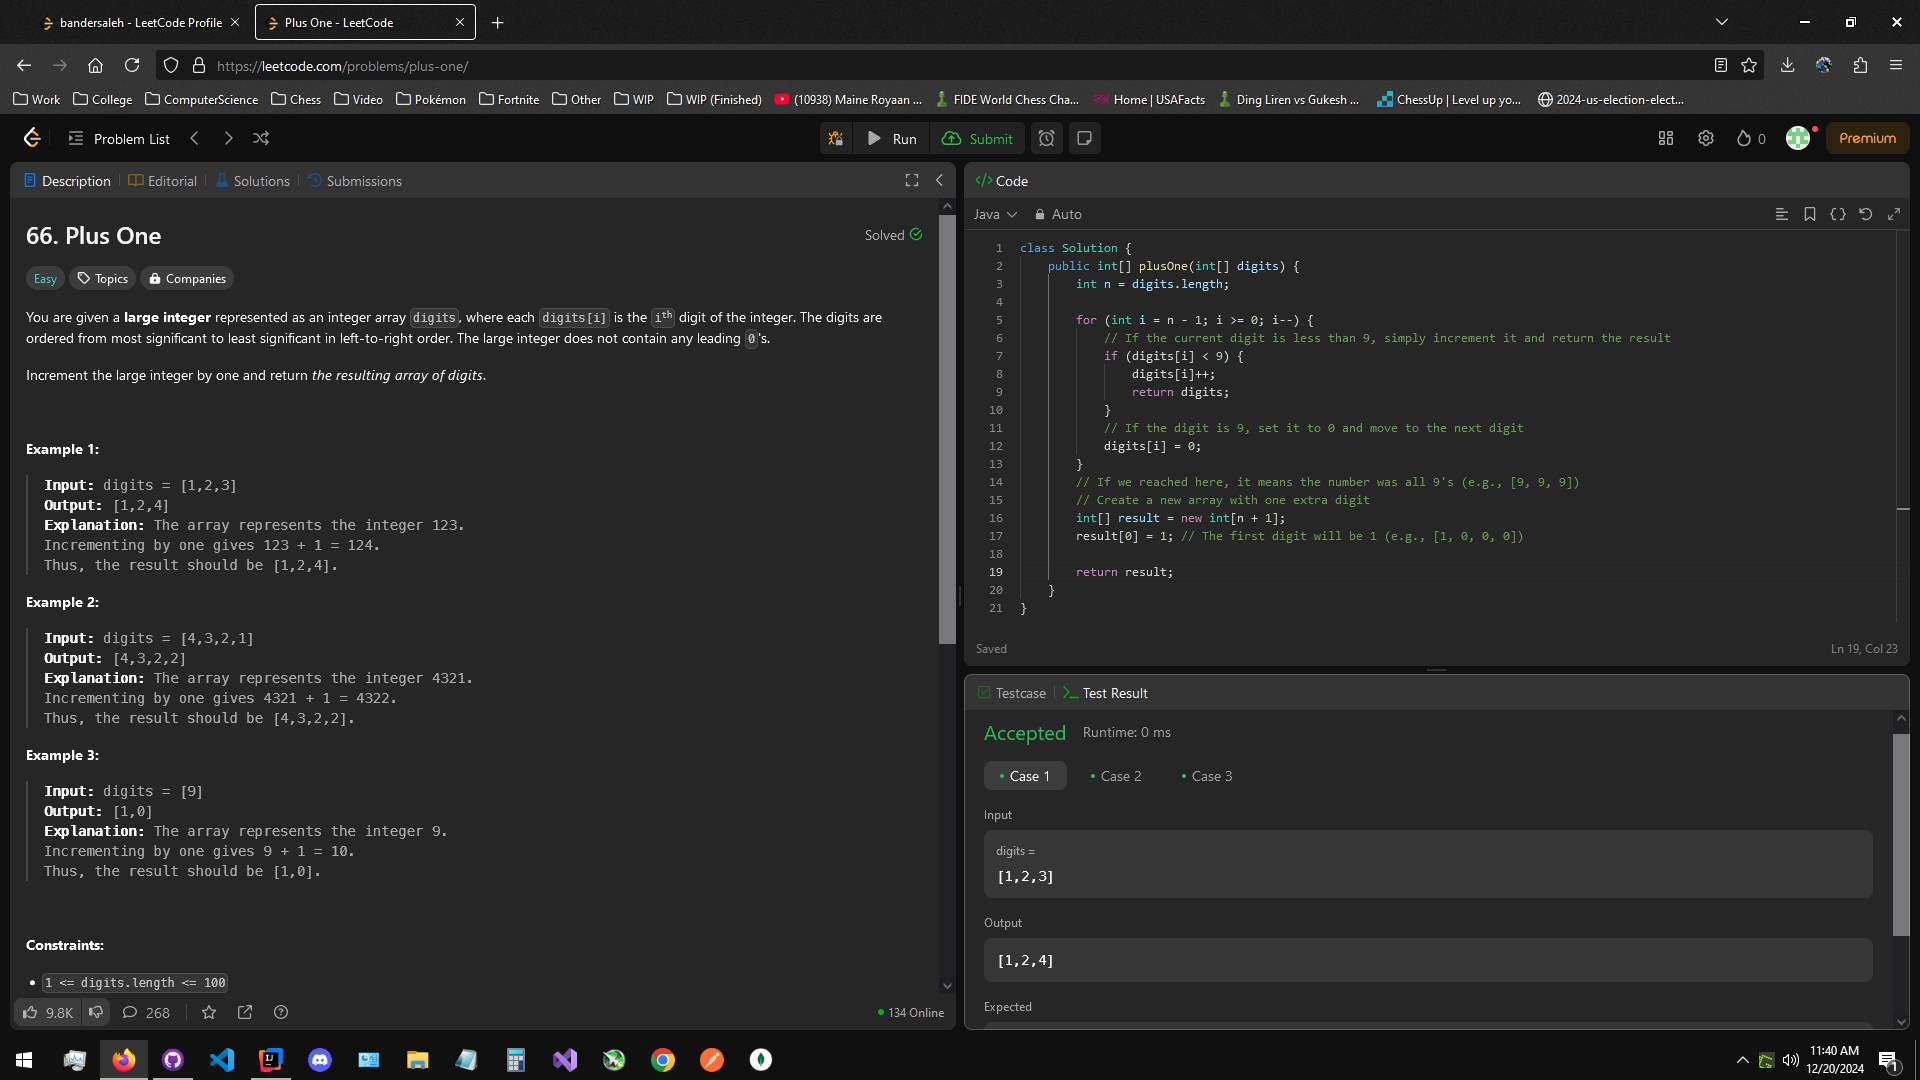 bandersaleh - LeetCode Profile
Plus One - LeetCode
https://leetcode.com/problems/plus-one/
Work College ComputerScience Chess Video Pokémon Fortnite Other WIP WIP (Finished) (10938) Maine Royaan ... FIDE World Chess Cha... Home | USAFacts Ding Liren vs Gukesh ... ChessUp | Level up yo... 2024-us-election-elect...
Problem List Run Submit 0 Premium
Description Editorial Solutions Submissions
66. Plus One
Solved
Easy Topics Companies
You are given a large integer represented as an integer array digits, where each digits[i] is the ith digit of the integer. The digits are
ordered from most significant to least significant in left-to-right order. The large integer does not contain any leading 0's.
Increment the large integer by one and return the resulting array of digits.
Example 1:
Input: digits = [1,2,3]
Output: [1,2,4]
Explanation: The array represents the integer 123.
Incrementing by one gives 123 + 1 = 124.
Thus, the result should be [1,2,4].
Example 2:
Input: digits = [4,3,2,1]
Output: [4,3,2,2]
Explanation: The array represents the integer 4321.
Incrementing by one gives 4321 + 1 = 4322.
Thus, the result should be [4,3,2,2].
Example 3:
Input: digits = [9]
Output: [1,0]
Explanation: The array represents the integer 9.
Incrementing by one gives 9 + 1 = 10.
Thus, the result should be [1,0].
Constraints:
1 <= digits.length <= 100
9.8K 268 134 Online
</> Code
Java Auto
1 class Solution {
2 public int[] plusOne(int[] digits) {
3 int n = digits.length;
4
5 for (int i = n - 1; i >= 0; i--) {
6 // If the current digit is less than 9, simply increment it and return the result
7 if (digits[i] < 9) {
8 digits[i]++;
9 return digits;
10 }
11 // If the digit is 9, set it to 0 and move to the next digit
12 digits[i] = 0;
13 }
14 // If we reached here, it means the number was all 9's (e.g., [9, 9, 9])
15 // Create a new array with one extra digit
16 int[] result = new int[n + 1];
17 result[0] = 1; // The first digit will be 1 (e.g., [1, 0, 0, 0])
18
19 return result;
20 }
21 }
Saved Ln 19, Col 23
Testcase Test Result
Accepted Runtime: 0 ms
Case 1 Case 2 Case 3
Input
digits =
[1,2,3]
Output
[1,2,4]
Expected
11:40 AM
12/20/2024
1